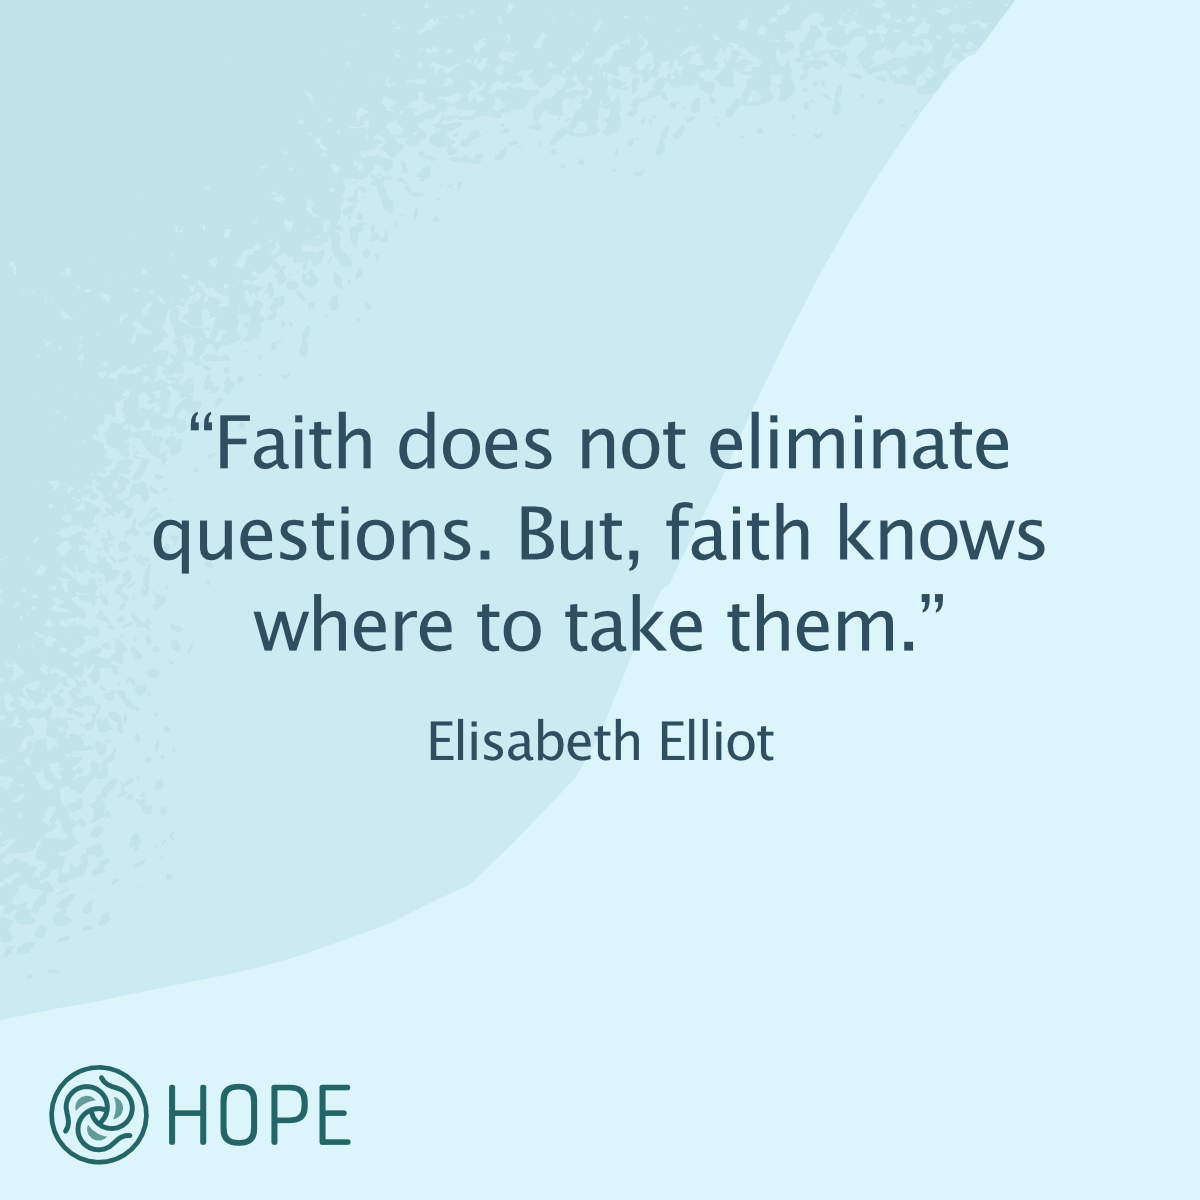 “Faith does not eliminate
questions. But, faith knows
where to take them.”
Elisabeth Elliot
HOPE